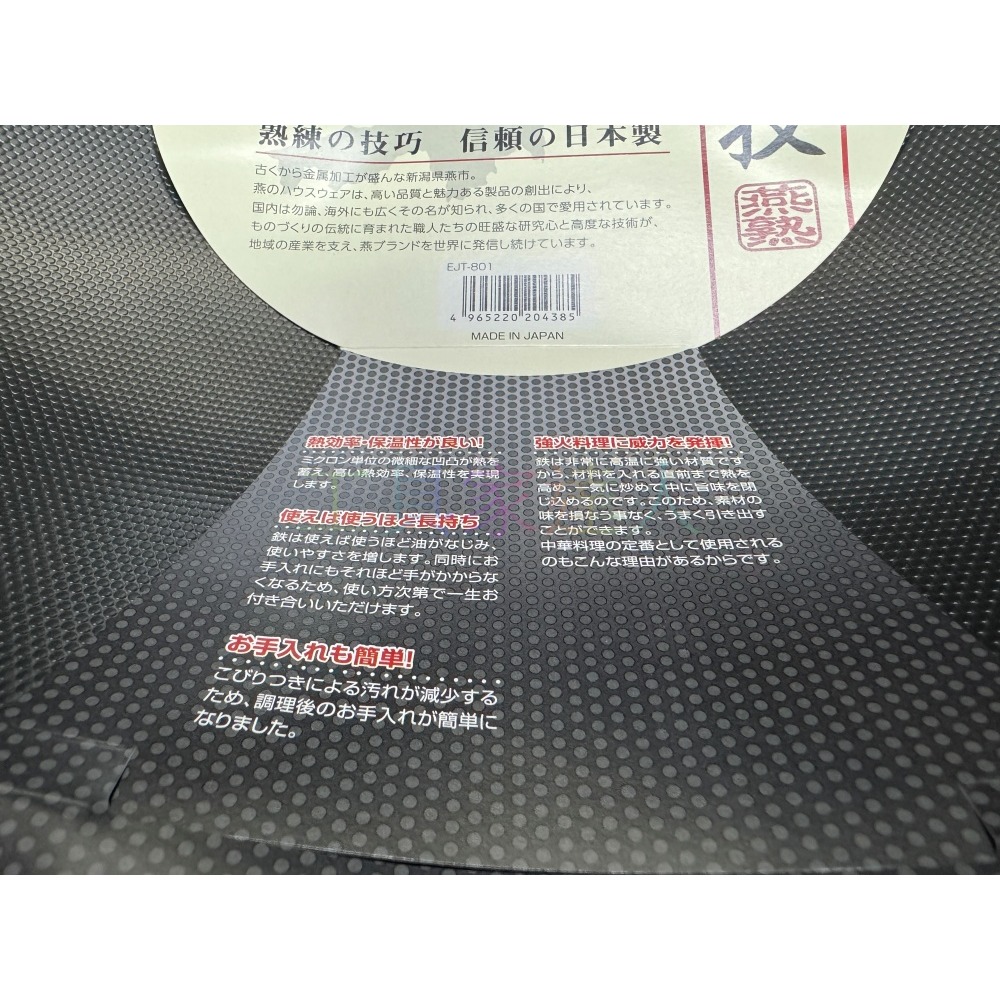 熟練の技巧　信頼の日本製
古くから金属加工が盛んな新潟県燕市。
燕のハウスウェアは、高い品質と魅力ある製品の創出により、
国内は勿論、海外にも広くその名が知られ、多くの国で愛用されています。
ものづくりの伝統に育まれた職人たちの旺盛な研究心と高度な技術が、
地域の産業を支え、燕ブランドを世界に発信し続けています。
EJT-801
4 965220 204385
MADE IN JAPAN
技
燕熟
熱効率・保温性が良い!
ミクロン単位の微細な凹凸が熱を
蓄え、高い熱効率、保温性を実現
します。
使えば使うほど長持ち
鉄は使えば使うほど油がなじみ、
使いやすさを増します。同時にお
手入れにもそれほど手がかからな
くなるため、使い方次第で一生お
付き合いいただけます。
お手入れも簡単!
こびりつきによる汚れが減少する
ため、調理後のお手入れが簡単に
なりました。
強火料理に威力を発揮!
鉄は非常に高温に強い材質です
から、材料を入れる直前まで熱を
高め、一気に炒めて中に旨味を閉
じ込めるのです。このため、素材の
味を損なう事なく、うまく引き出す
ことができます。
中華料理の定番として使用される
のもこんな理由があるからです。